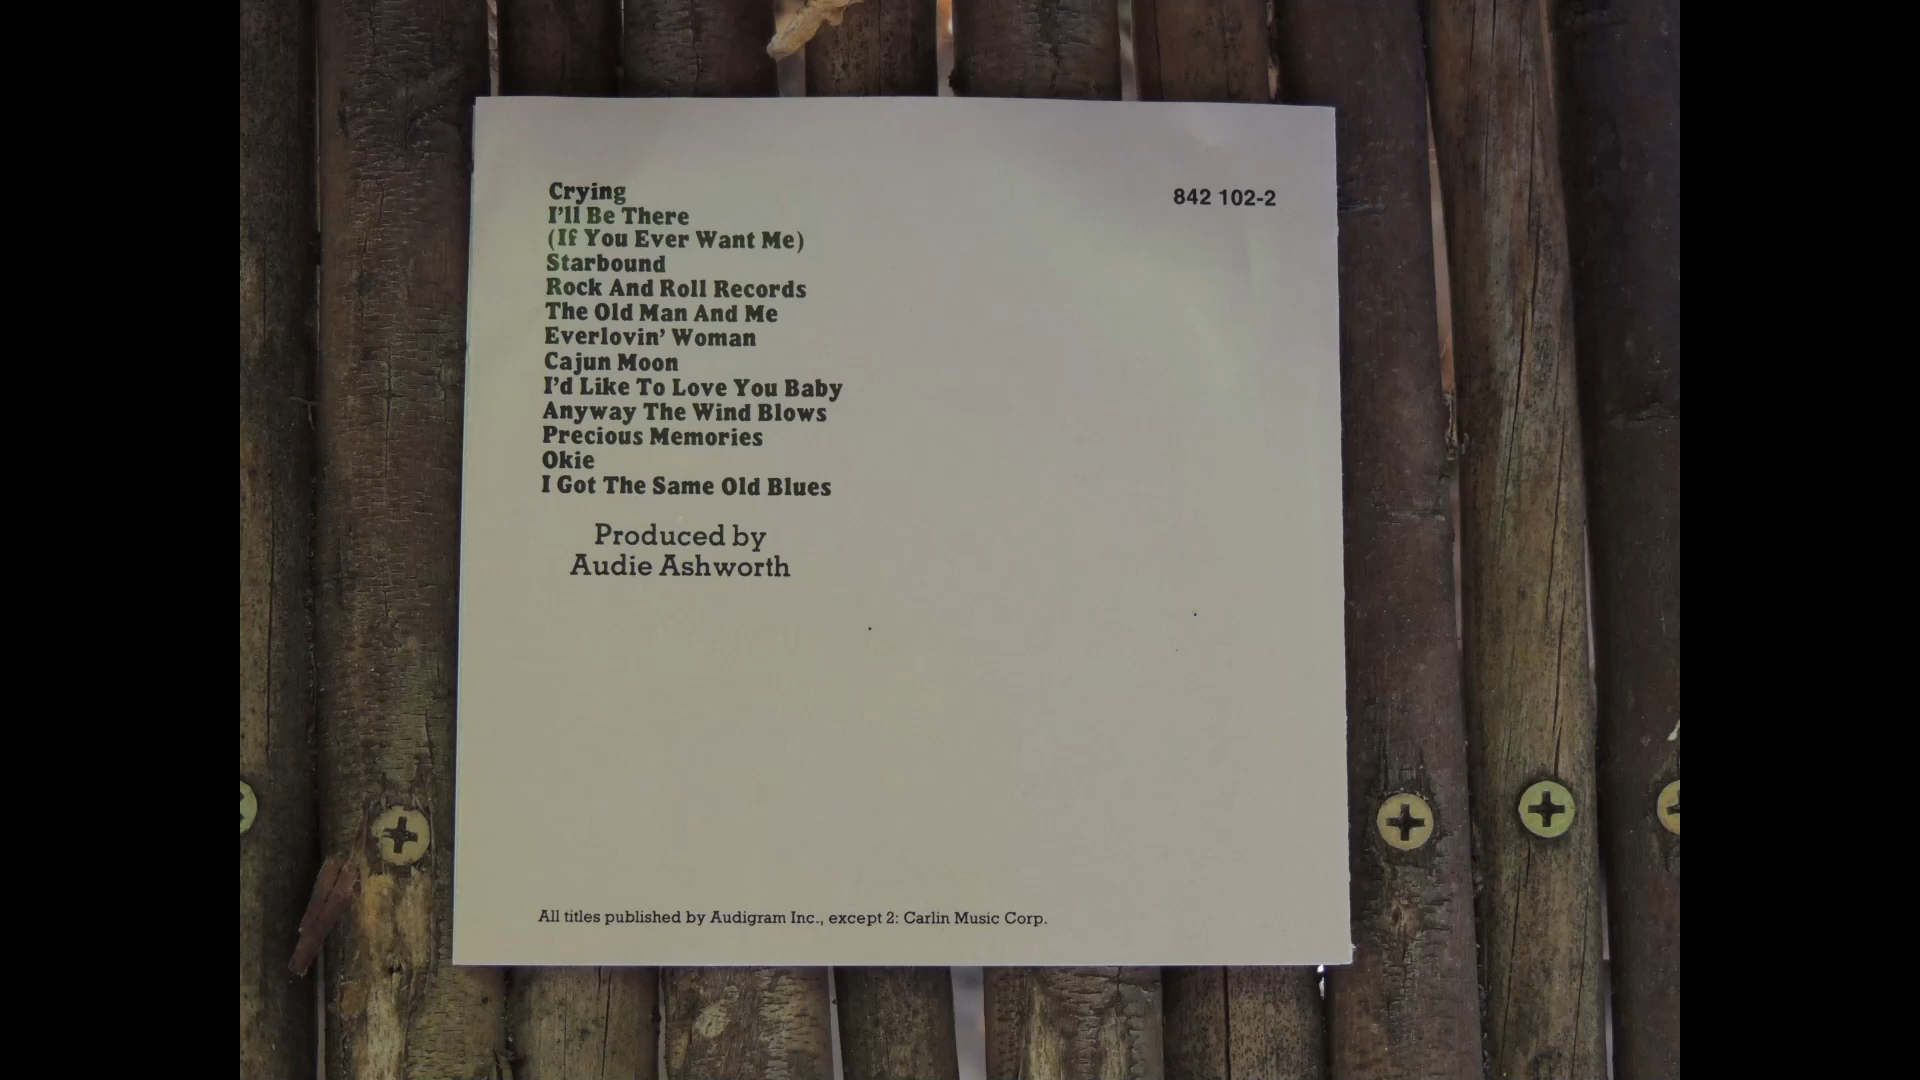 Crying
I'll Be There
(If You Ever Want Me)
Starbound
Rock And Roll Records
The Old Man And Me
Everlovin' Woman
Cajun Moon
I'd Like To Love You Baby
Anyway The Wind Blows
Precious Memories
Okie
I Got The Same Old Blues
842 102-2
Produced by
Audie Ashworth
All titles published by Audigram Inc., except 2: Carlin Music Corp.